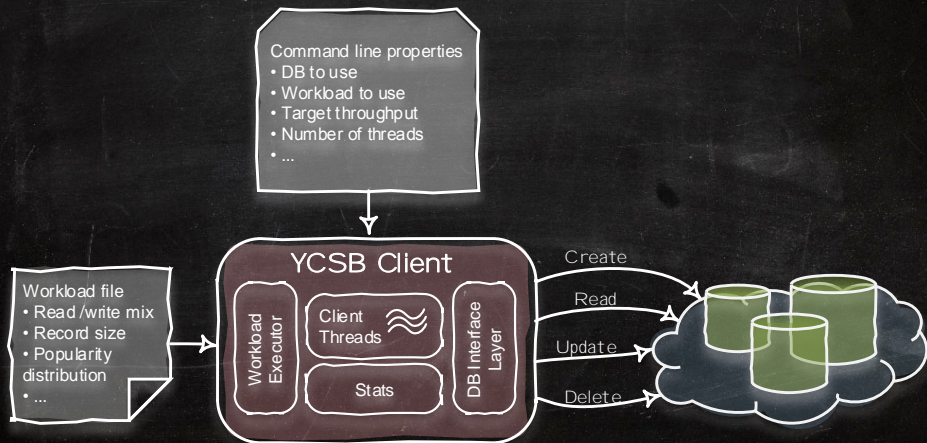 Command line properties
• DB to use
• Workload to use
• Target throughput
• Number of threads
• ...
YCSB Client
Workload file
• Read/write mix
• Record size
• Popularity
distribution
• ...
Workload
Executor
Client
Threads
Stats
DB Interface
Layer
Create
Read
Update
Delete